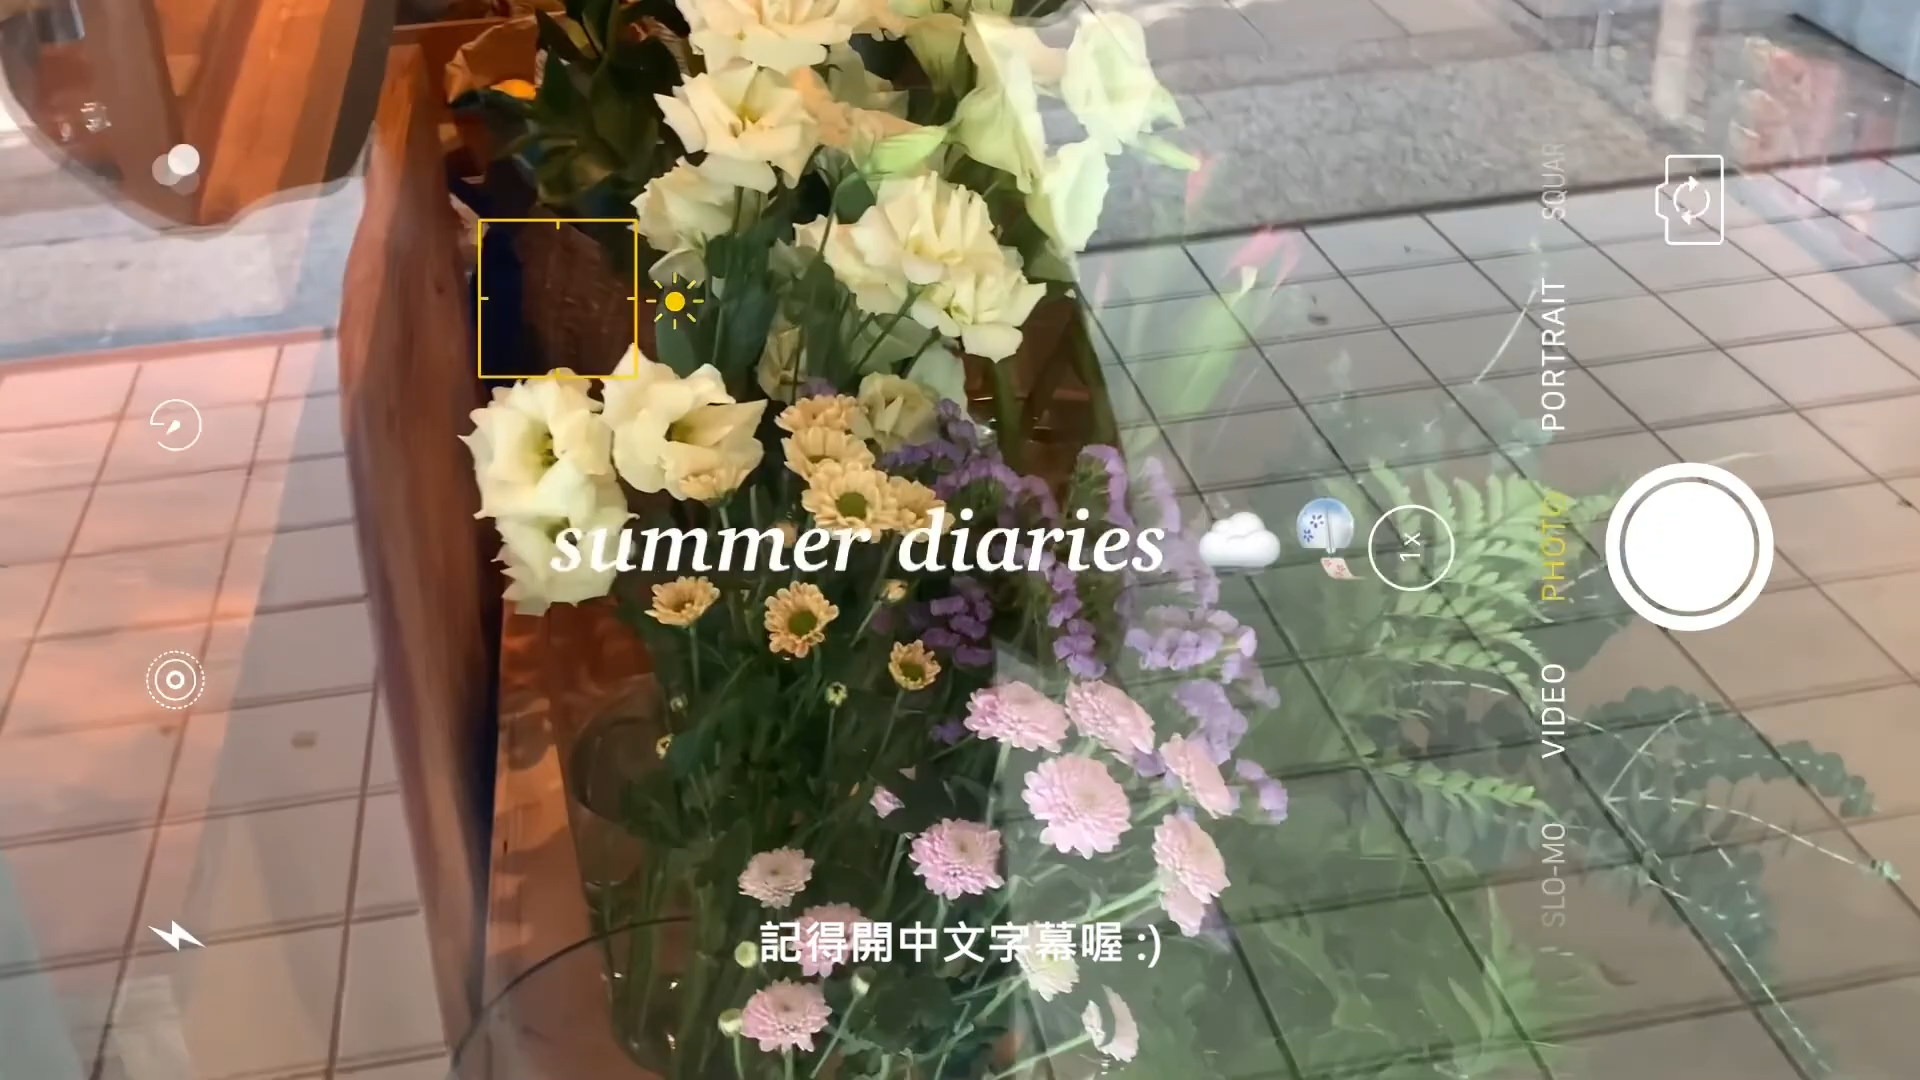 summer diaries ☁️ 🎐
記得開中文字幕喔 :)
1x
SQUAR
PORTRAIT
PHOTO
VIDEO
SLO-MO